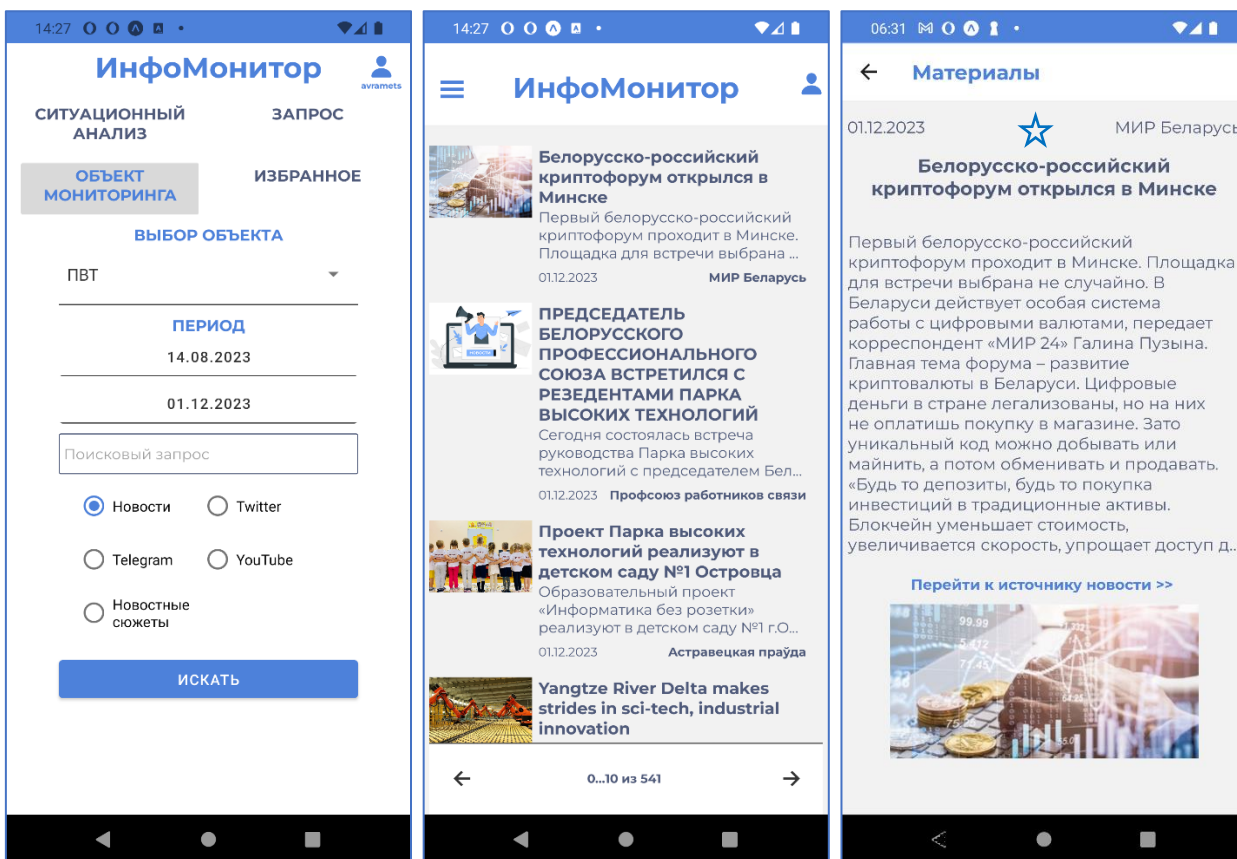 14:27
ИнфоМонитор
avramets
СИТУАЦИОННЫЙ
АНАЛИЗ
ЗАПРОС
ОБЪЕКТ
МОНИТОРИНГА
ИЗБРАННОЕ
ВЫБОР ОБЪЕКТА
ПВТ
ПЕРИОД
14.08.2023
01.12.2023
Поисковый запрос
Новости
Twitter
Telegram
YouTube
Новостные
сюжеты
ИСКАТЬ
14:27
ИнфоМонитор
Белорусско-российский
криптофорум открылся в
Минске
Первый белорусско-российский
криптофорум проходит в Минске.
Площадка для встречи выбрана ...
01.12.2023 МИР Беларусь
НОВОСТИ
ПРЕДСЕДАТЕЛЬ
БЕЛОРУССКОГО
ПРОФЕССИОНАЛЬНОГО
СОЮЗА ВСТРЕТИЛСЯ С
РЕЗЕДЕНТАМИ ПАРКА
ВЫСОКИХ ТЕХНОЛОГИЙ
Сегодня состоялась встреча
руководства Парка высоких
технологий с председателем Бел...
01.12.2023 Профсоюз работников связи
Проект Парка высоких
технологий реализуют в
детском саду №1 Островца
Образовательный проект
«Информатика без розетки»
реализуют в детском саду №1 г.О...
01.12.2023 Астравецкая праўда
Yangtze River Delta makes
strides in sci-tech, industrial
innovation
0...10 из 541
06:31
Материалы
01.12.2023 МИР Беларусь
Белорусско-российский
криптофорум открылся в Минске
Первый белорусско-российский
криптофорум проходит в Минске. Площадка
для встречи выбрана не случайно. В
Беларуси действует особая система
работы с цифровыми валютами, передает
корреспондент «МИР 24» Галина Пузына.
Главная тема форума – развитие
криптовалюты в Беларуси. Цифровые
деньги в стране легализованы, но на них
не оплатишь покупку в магазине. Зато
уникальный код можно добывать или
майнить, а потом обменивать и продавать.
«Будь то депозиты, будь то покупка
инвестиций в традиционные активы.
Блокчейн уменьшает стоимость,
увеличивается скорость, упрощает доступ д...
Перейти к источнику новости >>
99.99
5.412
71.45